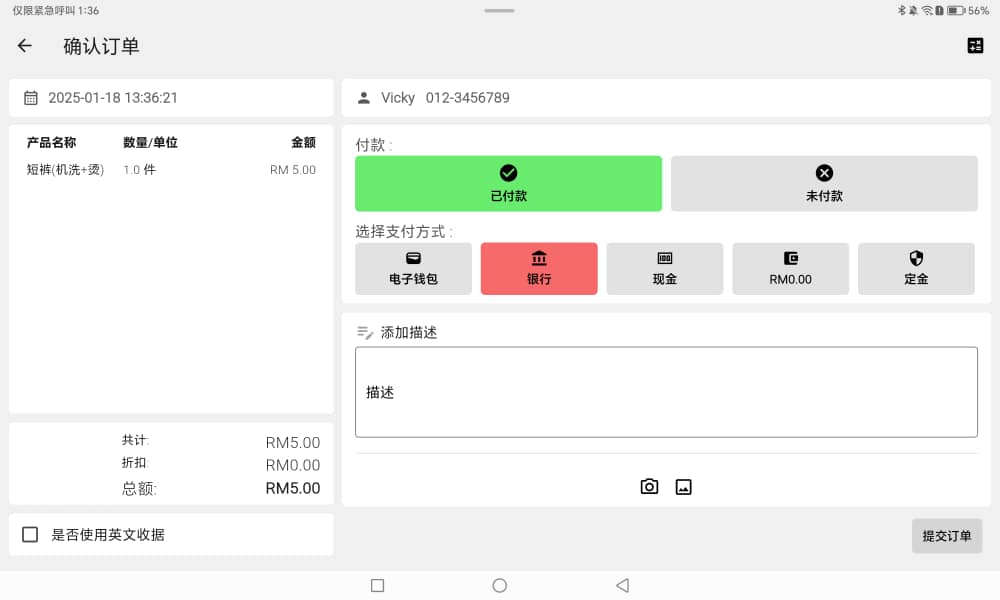 仅限紧急呼叫 1:36
56%
确认订单
2025-01-18 13:36:21
Vicky 012-3456789
产品名称 数量/单位 金额
短裤(机洗+烫) 1.0 件 RM 5.00
付款 :
已付款
未付款
选择支付方式 :
电子钱包
银行
现金
RM0.00
定金
添加描述
描述
共计: RM5.00
折扣: RM0.00
总额: RM5.00
是否使用英文收据
提交订单